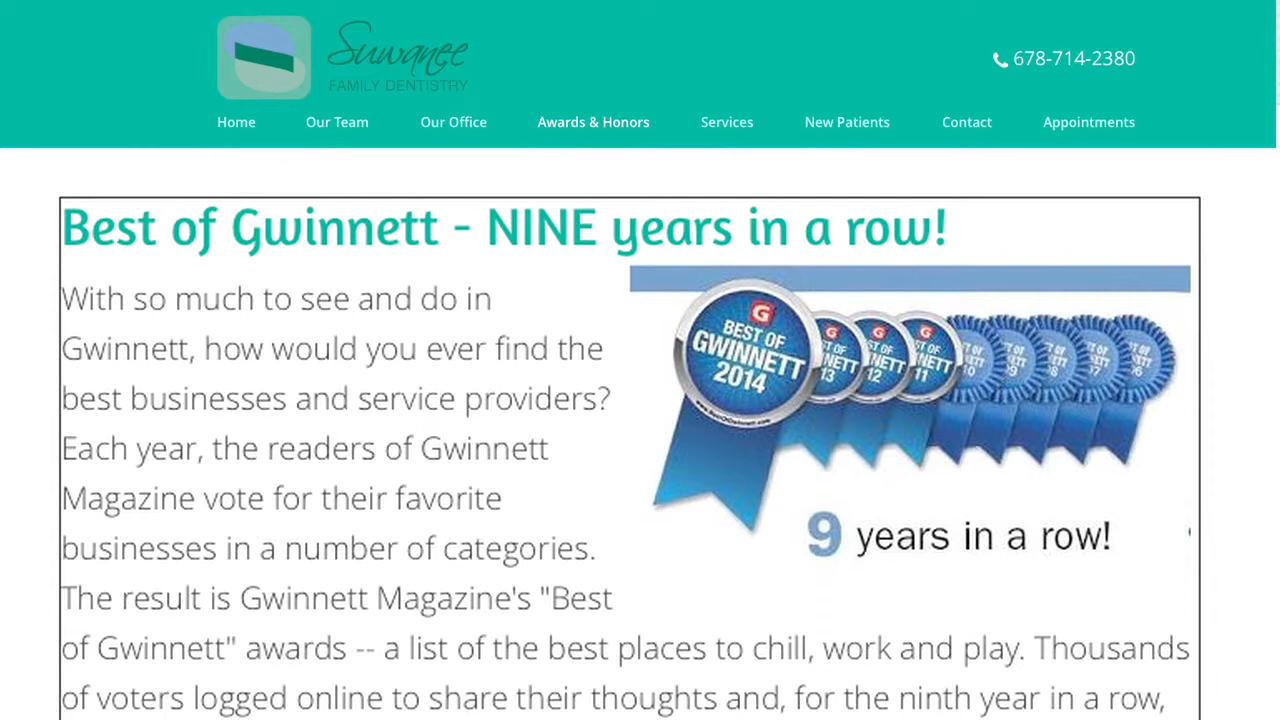 Suwanee
FAMILY DENTISTRY
678-714-2380
Home
Our Team
Our Office
Awards & Honors
Services
New Patients
Contact
Appointments
Best of Gwinnett - NINE years in a row!
With so much to see and do in
Gwinnett, how would you ever find the
best businesses and service providers?
Each year, the readers of Gwinnett
Magazine vote for their favorite
businesses in a number of categories.
The result is Gwinnett Magazine's "Best
of Gwinnett" awards -- a list of the best places to chill, work and play. Thousands
of voters logged online to share their thoughts and, for the ninth year in a row,
G
BEST OF
GWINNETT
2014
13
12
11
9 years in a row!